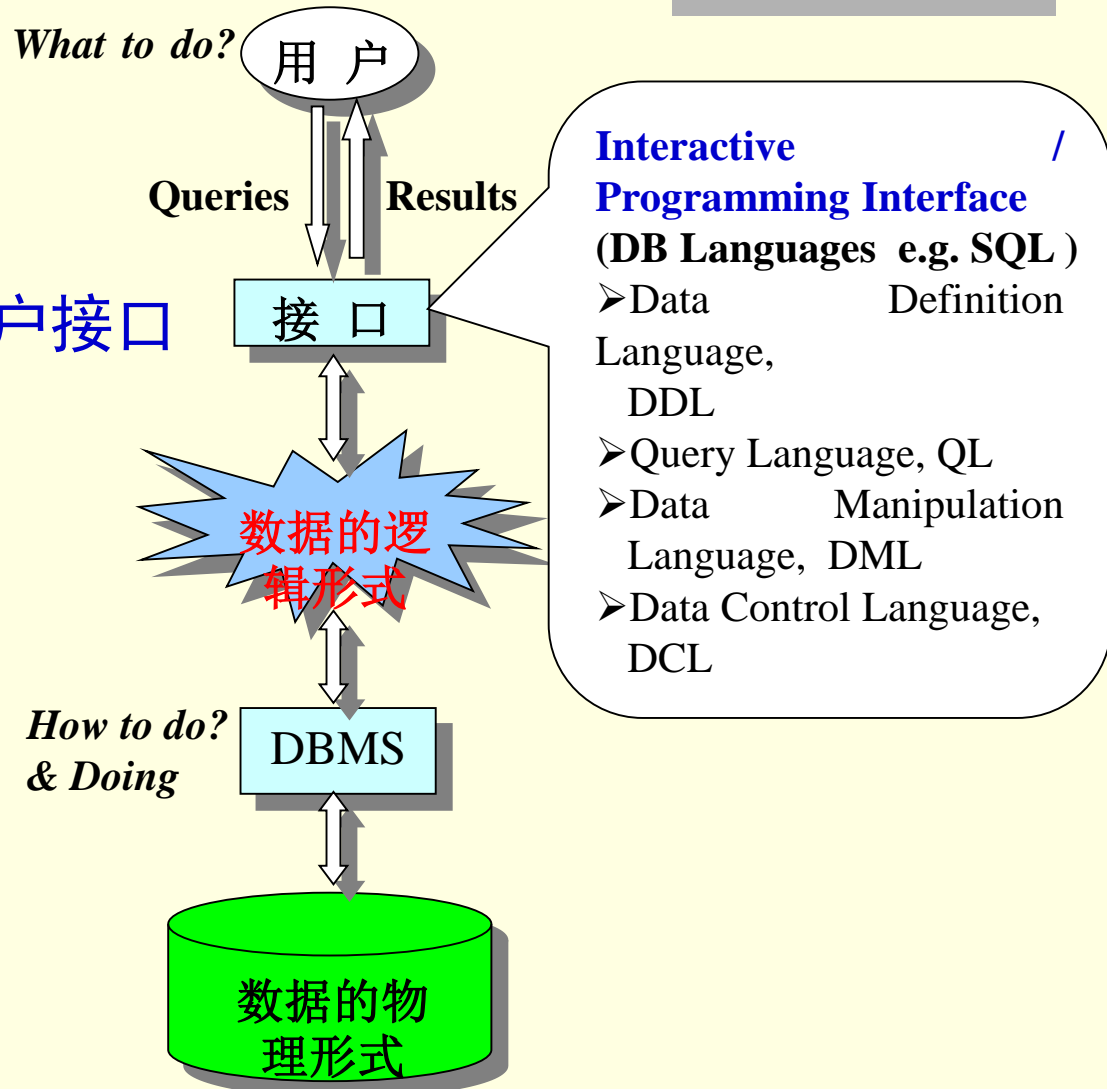 What to do?
用 户
Queries
Results
户接口
接 口
数据的逻
辑形式
How to do?
& Doing
DBMS
数据的物
理形式
Interactive /
Programming Interface
(DB Languages e.g. SQL )
➢Data Definition
Language,
DDL
➢Query Language, QL
➢Data Manipulation
Language, DML
➢Data Control Language,
DCL